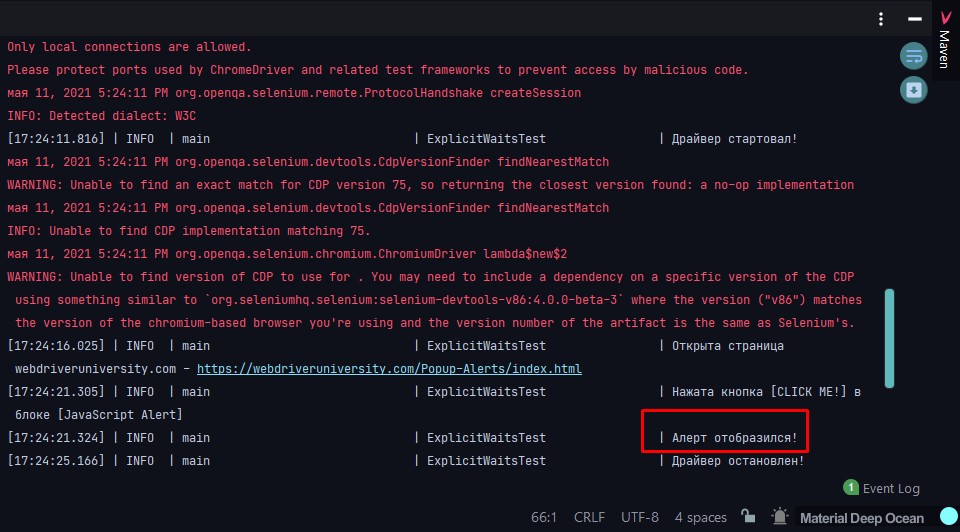 Maven
Only local connections are allowed.
Please protect ports used by ChromeDriver and related test frameworks to prevent access by malicious code.
мая 11, 2021 5:24:11 PM org.openqa.selenium.remote.ProtocolHandshake createSession
INFO: Detected dialect: W3C
[17:24:11.816] | INFO | main | ExplicitWaitsTest | Драйвер стартовал!
мая 11, 2021 5:24:11 PM org.openqa.selenium.devtools.CdpVersionFinder findNearestMatch
WARNING: Unable to find an exact match for CDP version 75, so returning the closest version found: a no-op implementation
мая 11, 2021 5:24:11 PM org.openqa.selenium.devtools.CdpVersionFinder findNearestMatch
INFO: Unable to find CDP implementation matching 75.
мая 11, 2021 5:24:11 PM org.openqa.selenium.chromium.ChromiumDriver lambda$new$2
WARNING: Unable to find version of CDP to use for . You may need to include a dependency on a specific version of the CDP
using something similar to `org.seleniumhq.selenium:selenium-devtools-v86:4.0.0-beta-3` where the version ("v86") matches
the version of the chromium-based browser you're using and the version number of the artifact is the same as Selenium's.
[17:24:16.025] | INFO | main | ExplicitWaitsTest | Открыта страница
webdriveruniversity.com – https://webdriveruniversity.com/Popup-Alerts/index.html
[17:24:21.305] | INFO | main | ExplicitWaitsTest | Нажата кнопка [CLICK ME!] в
блоке [JavaScript Alert]
[17:24:21.324] | INFO | main | ExplicitWaitsTest | Алерт отобразился!
[17:24:25.166] | INFO | main | ExplicitWaitsTest | Драйвер остановлен!
1 Event Log
66:1 CRLF UTF-8 4 spaces Material Deep Ocean